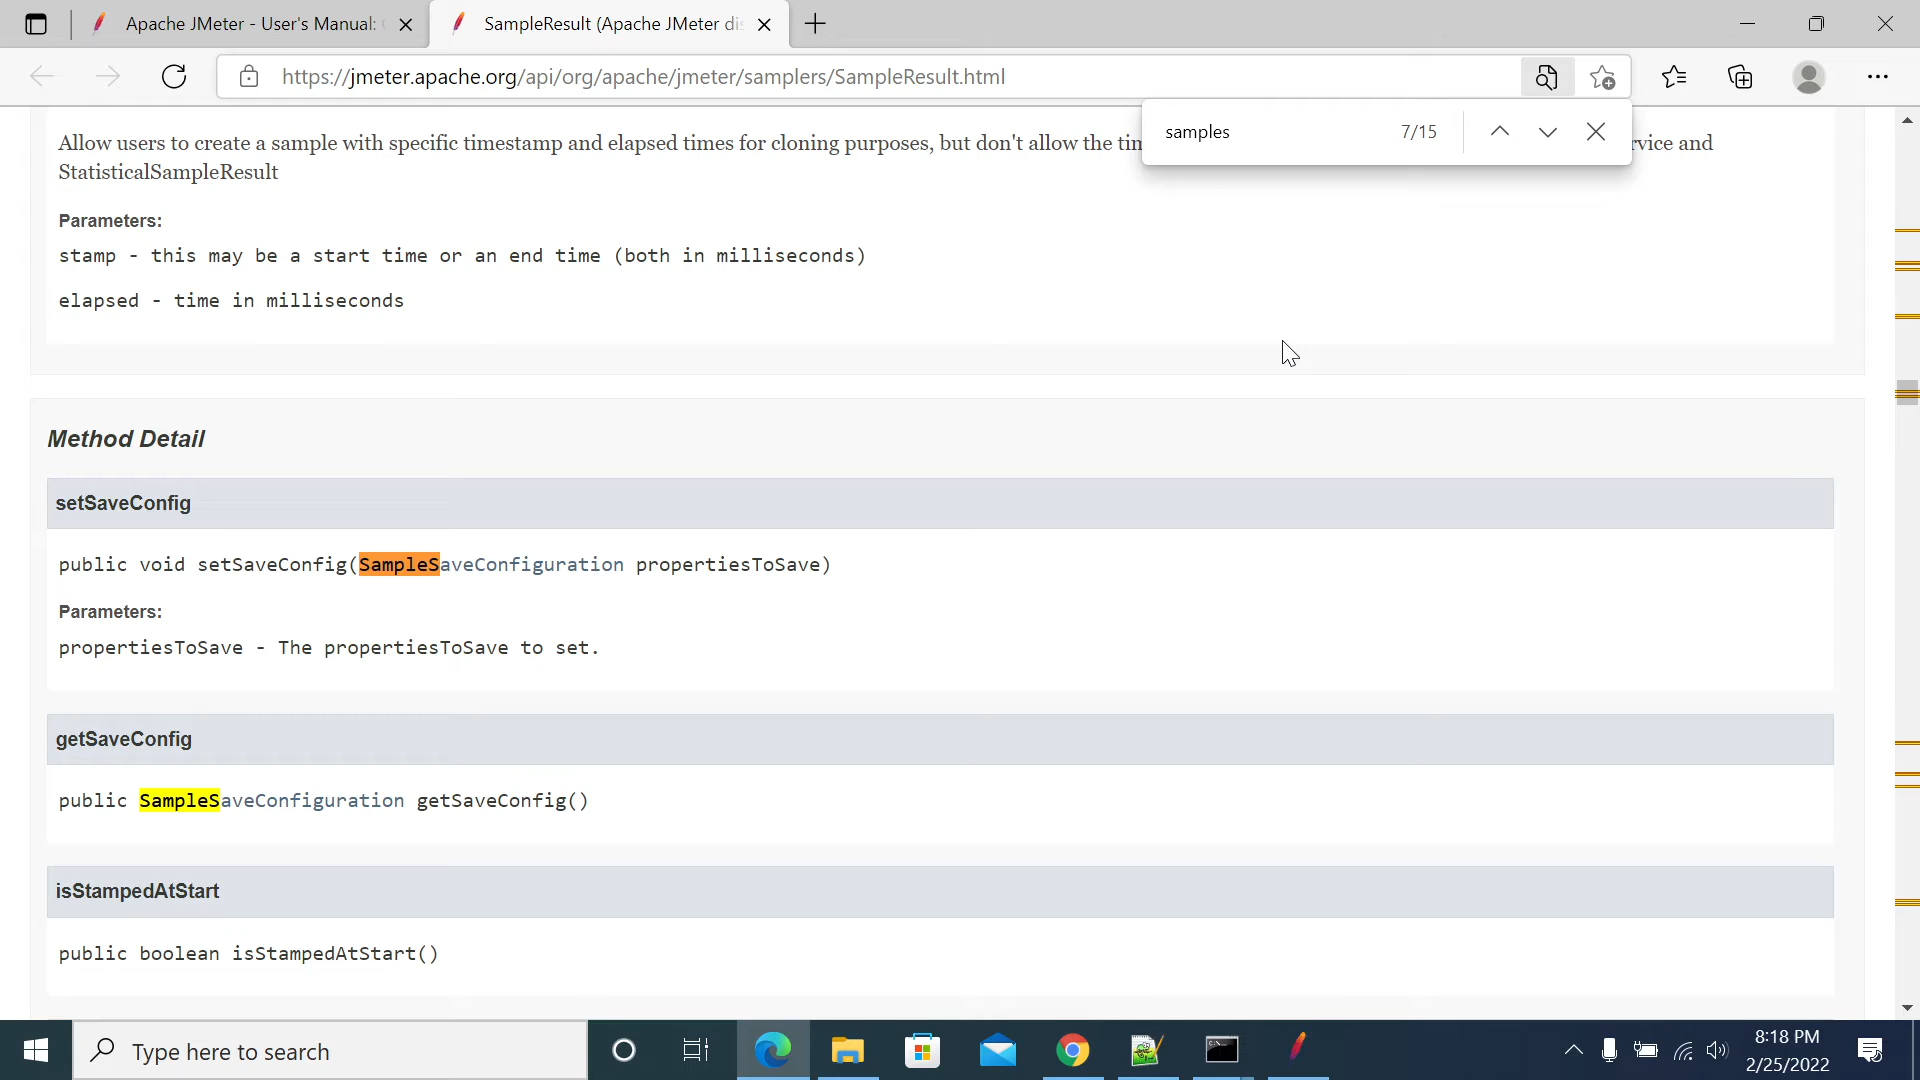 Apache JMeter - User's Manual:
SampleResult (Apache JMeter dis
https://jmeter.apache.org/api/org/apache/jmeter/samplers/SampleResult.html
samples 7/15
Allow users to create a sample with specific timestamp and elapsed times for cloning purposes, but don't allow the tim rvice and
StatisticalSampleResult
Parameters:
stamp - this may be a start time or an end time (both in milliseconds)
elapsed - time in milliseconds
Method Detail
setSaveConfig
public void setSaveConfig(SampleSaveConfiguration propertiesToSave)
Parameters:
propertiesToSave - The propertiesToSave to set.
getSaveConfig
public SampleSaveConfiguration getSaveConfig()
isStampedAtStart
public boolean isStampedAtStart()
Type here to search
8:18 PM
2/25/2022